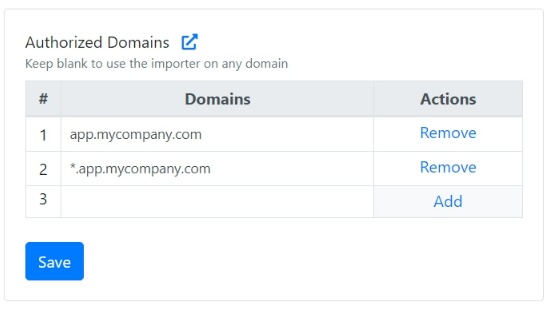 Authorized Domains
Keep blank to use the importer on any domain
# Domains Actions
1 app.mycompany.com Remove
2 *.app.mycompany.com Remove
3 Add
Save